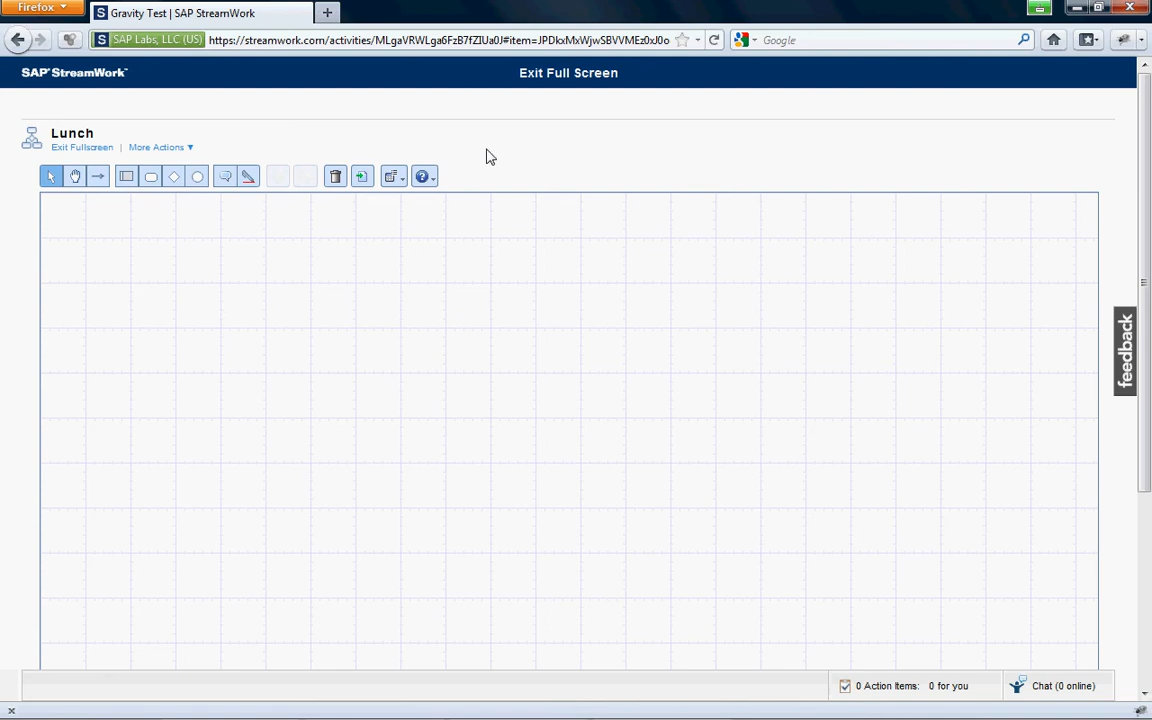 Firefox
Gravity Test | SAP StreamWork
SAP Labs, LLC (US)
https://streamwork.com/activities/MLgaVRWLga6FzB7fZIUa0J#item=JPDkxMxWjwSBVVMEz0xJ0o
Google
SAP® StreamWork™
Exit Full Screen
Lunch
Exit Fullscreen | More Actions ▼
feedback
0 Action Items: 0 for you
Chat (0 online)